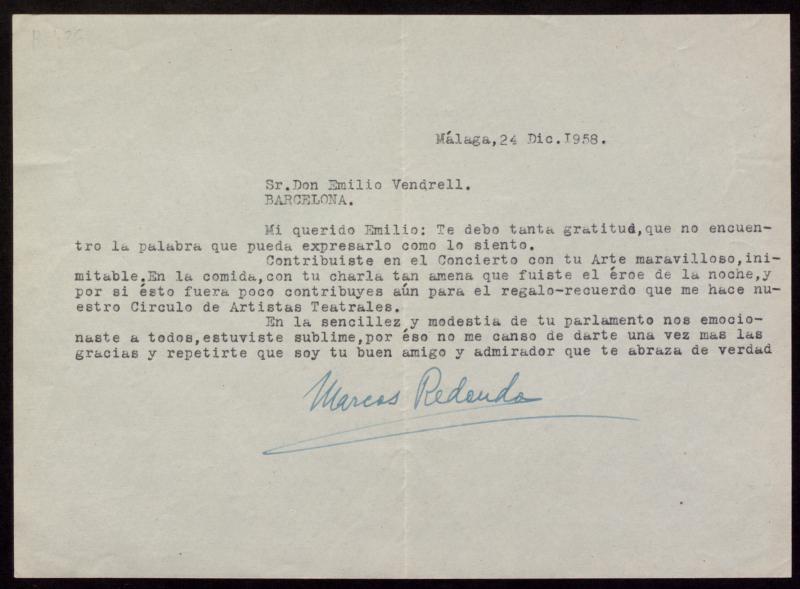 Málaga,24 Dic.I958.
Sr.Don Emilio Vendrell.
BARCELONA.
Mi querido Emilio: Te debo tanta gratitud,que no encuen-
tro la palabra que pueda expresarlo como lo siento.
Contribuiste en el Concierto con tu Arte maravilloso,ini-
mitable.En la comida,con tu charla tan amena que fuiste el éroe de la noche,y
por si ésto fuera poco contribuyes aún para el regalo-recuerdo que me hace nu-
estro Circulo de Artistas Teatrales.
En la sencillez y modestia de tu parlamento nos emocio-
naste a todos,estuviste sublime,por éso no me canso de darte una vez mas las
gracias y repetirte que soy tu buen amigo y admirador que te abraza de verdad
Marcos Redondo